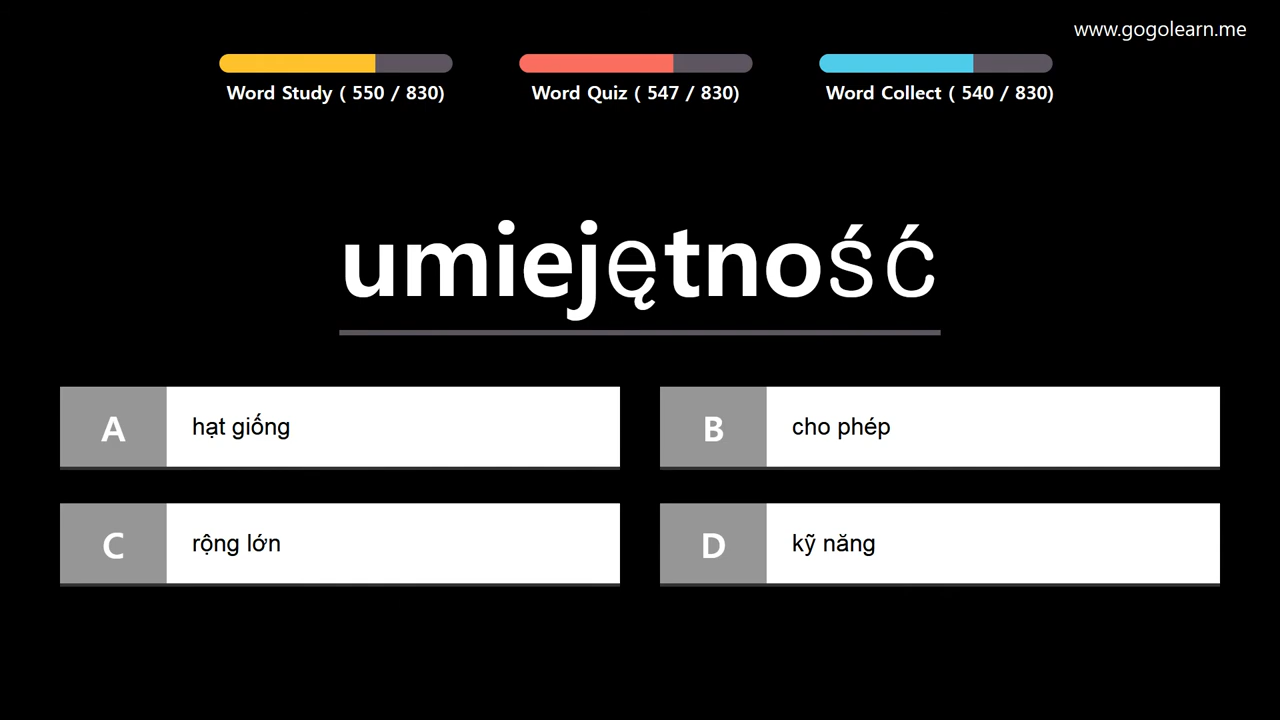 www.gogolearn.me
Word Study ( 550 / 830)
Word Quiz ( 547 / 830)
Word Collect ( 540 / 830)
umiejętność
A hạt giống
B cho phép
C rộng lớn
D kỹ năng